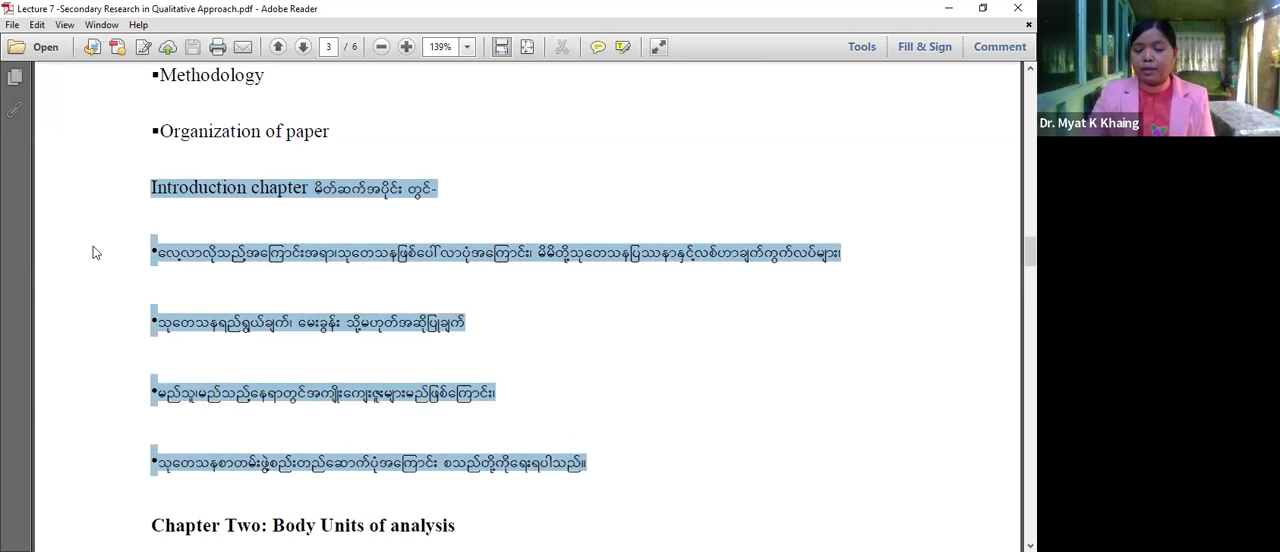 Lecture 7 -Secondary Research in Qualitative Approach.pdf - Adobe Reader
File Edit View Window Help
Open 3 / 6 139% Tools Fill & Sign Comment
▪Methodology
▪Organization of paper
Introduction chapter မိတ်ဆက်အပိုင်း တွင်-
•လေ့လာလိုသည့်အကြောင်းအရာ၊သုတေသနဖြစ်ပေါ်လာပုံအကြောင်း၊ မိမိတို့သုတေသနပြဿနာနှင့်လစ်ဟာချက်ကွက်လပ်များ၊
•သုတေသနရည်ရွယ်ချက်၊ မေးခွန်း သို့မဟုတ်အဆိုပြုချက်
•မည်သူ၊မည်သည့်နေရာတွင်အကျိုးကျေးဇူးများမည်ဖြစ်ကြောင်း၊
•သုတေသနစာတမ်းဖွဲ့စည်းတည်ဆောက်ပုံအကြောင်း စသည်တို့ကိုရေးရပါသည်။
Chapter Two: Body Units of analysis
Dr. Myat K Khaing